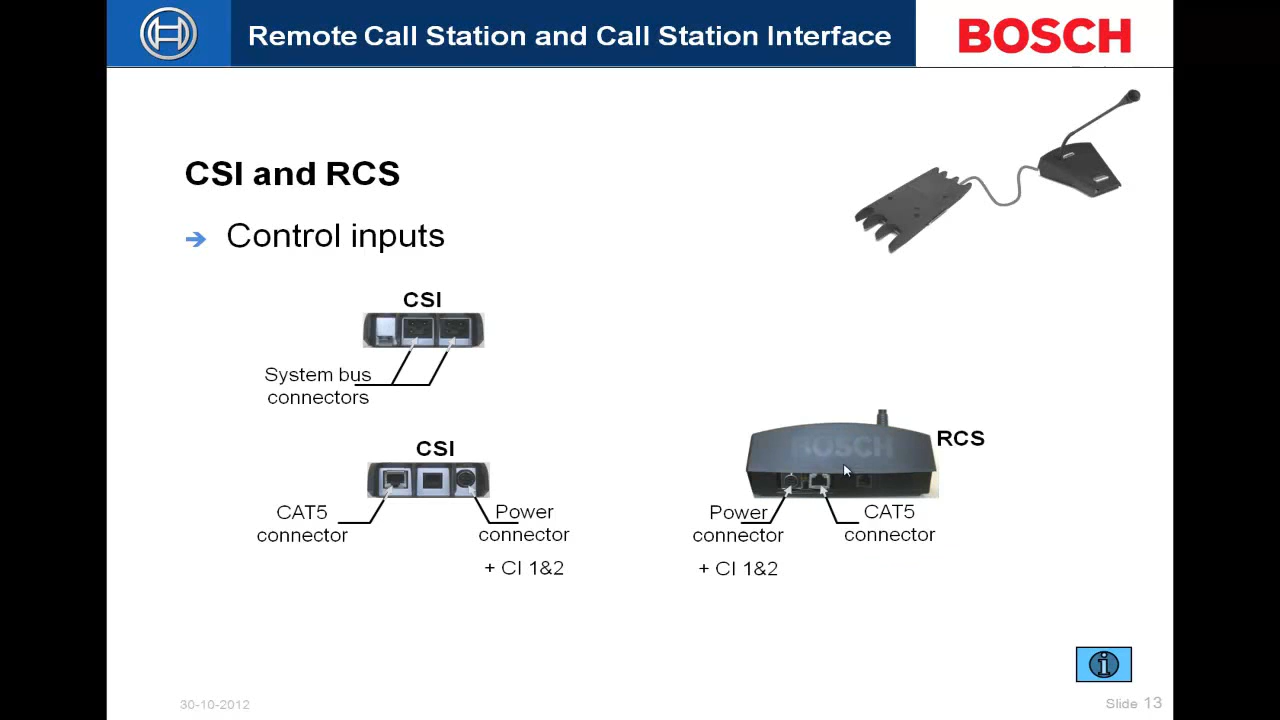 Remote Call Station and Call Station Interface
BOSCH
CSI and RCS
Control inputs
CSI
System bus
connectors
CSI
CAT5
connector
Power
connector
+ CI 1&2
BOSCH
RCS
Power
connector
+ CI 1&2
CAT5
connector
30-10-2012
Slide 13